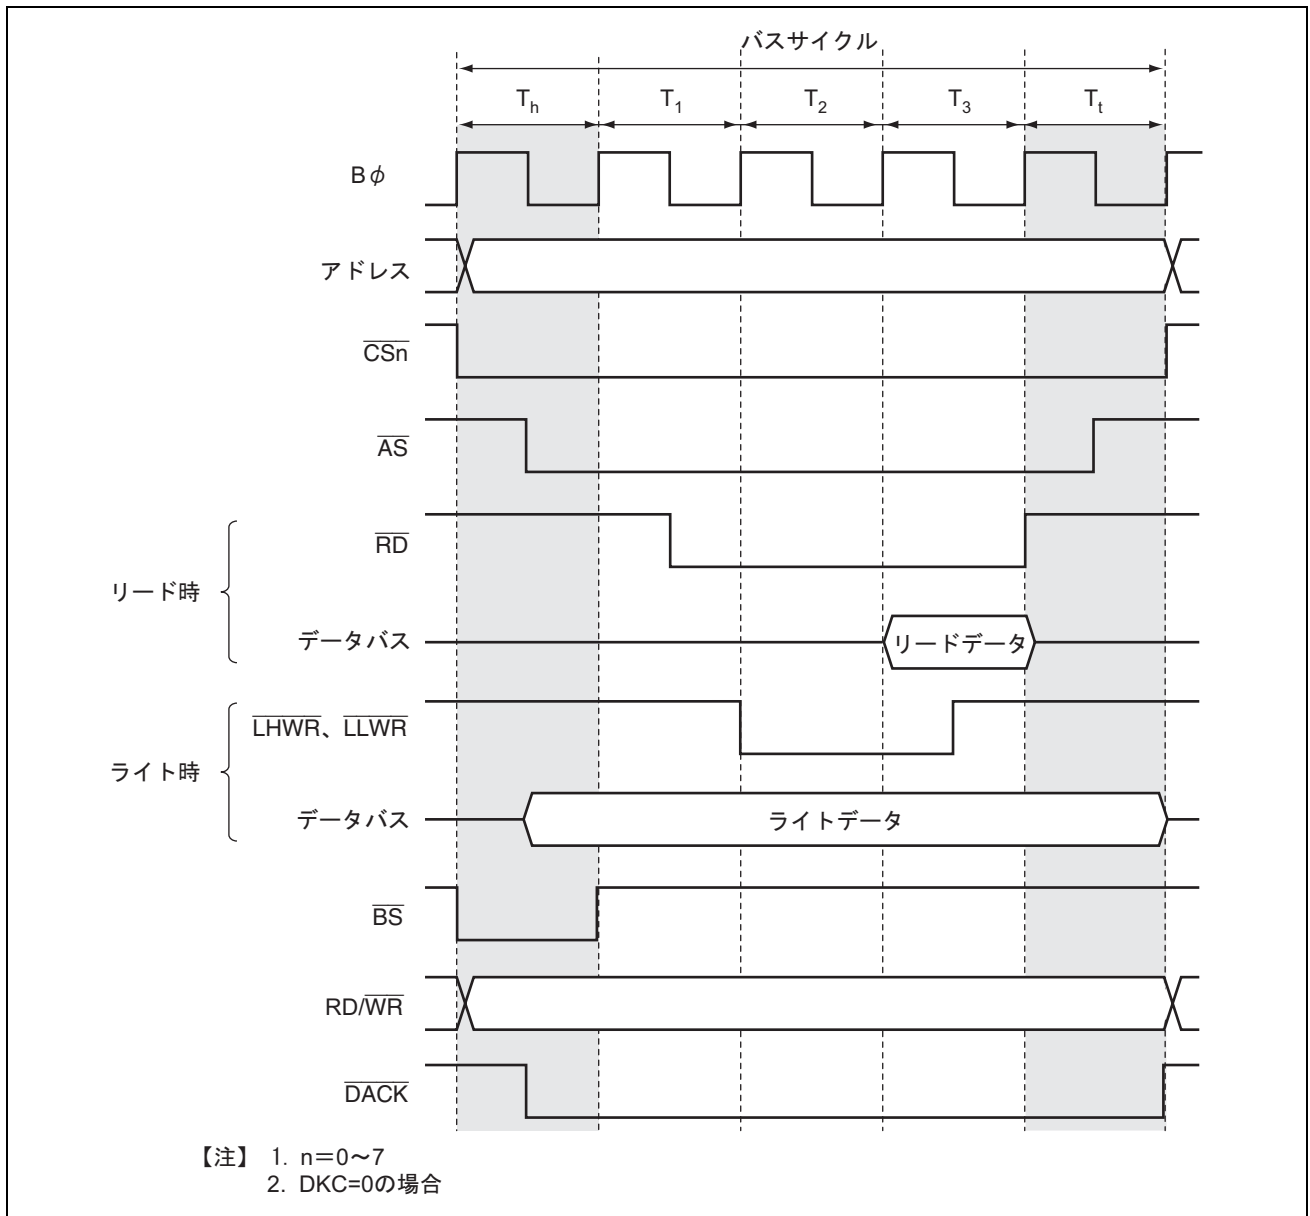 バスサイクル
Th T1 T2 T3 Tt
Bφ
アドレス
CSn
AS
RD
リード時
データバス
リードデータ
LHWR、LLWR
ライト時
データバス
ライトデータ
BS
RD/WR
DACK
【注】 1. n＝0～7
2. DKC=0の場合